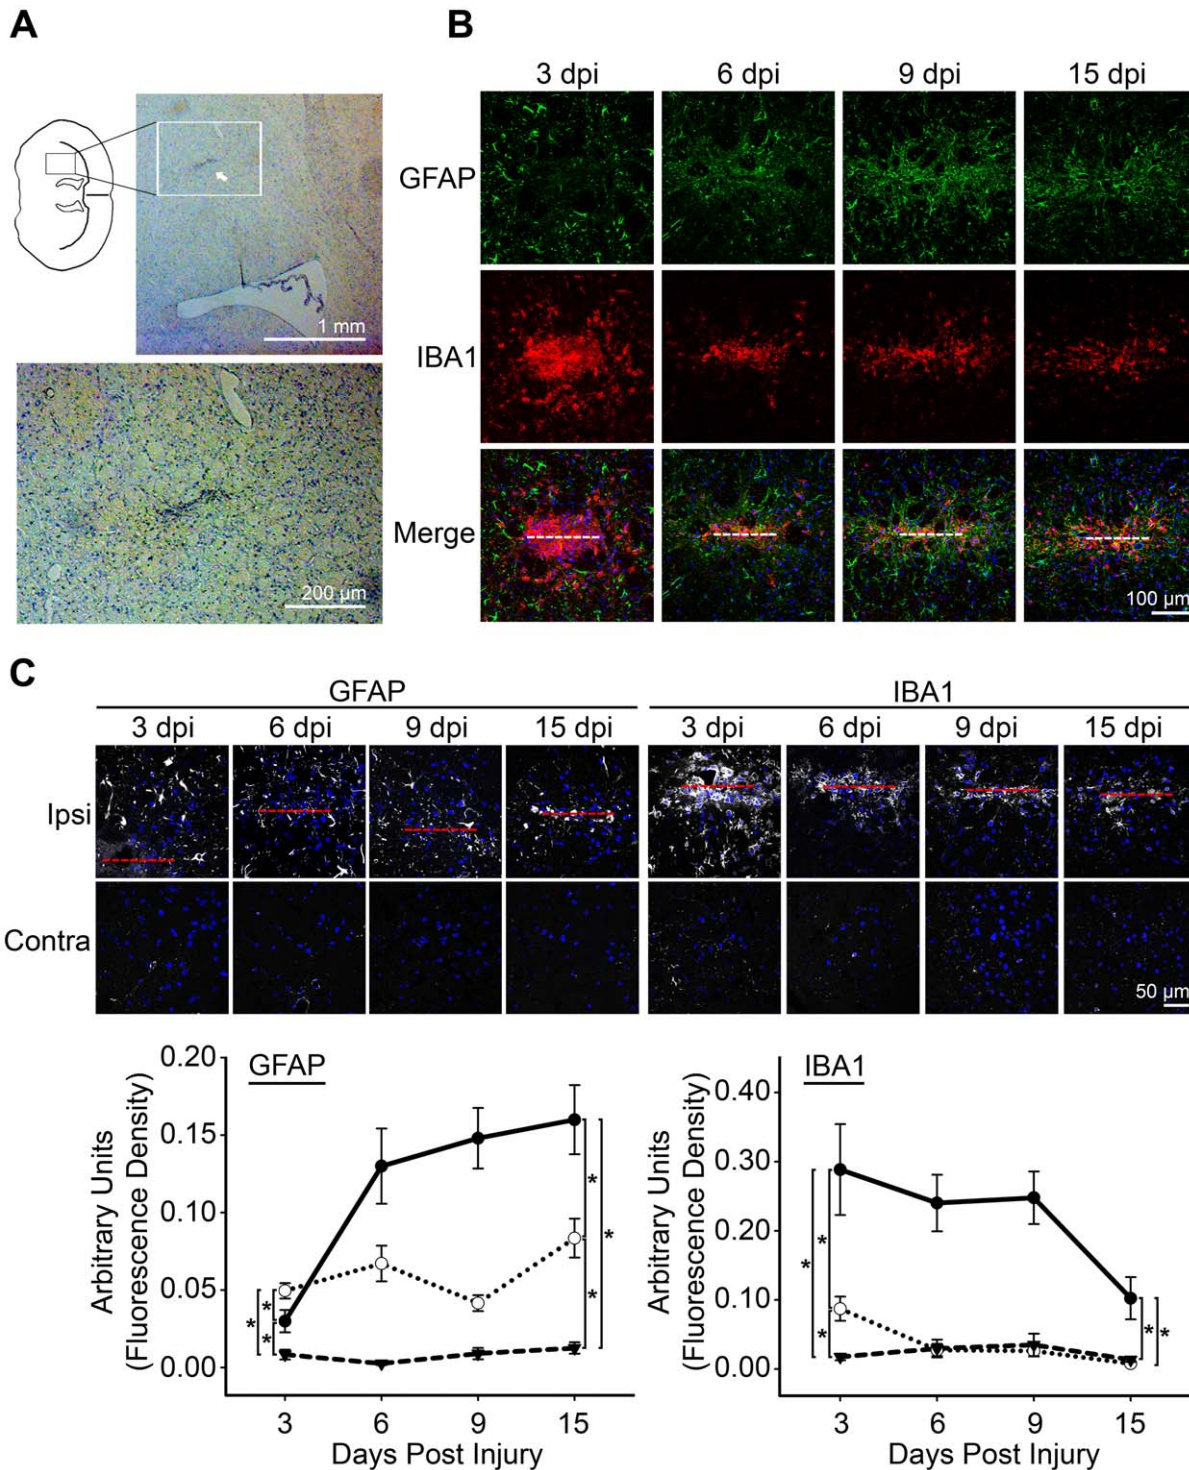 A
1 mm
200 µm
B
3 dpi 6 dpi 9 dpi 15 dpi
GFAP
IBA1
Merge
100 µm
C
GFAP IBA1
3 dpi 6 dpi 9 dpi 15 dpi 3 dpi 6 dpi 9 dpi 15 dpi
Ipsi
Contra
50 µm
GFAP
Arbitrary Units
(Fluorescence Density)
0.20
0.15
0.10
0.05
0.00
* * * * * *
3 6 9 15
Days Post Injury
IBA1
Arbitrary Units
(Fluorescence Density)
0.40
0.30
0.20
0.10
0.00
* * * * *
3 6 9 15
Days Post Injury